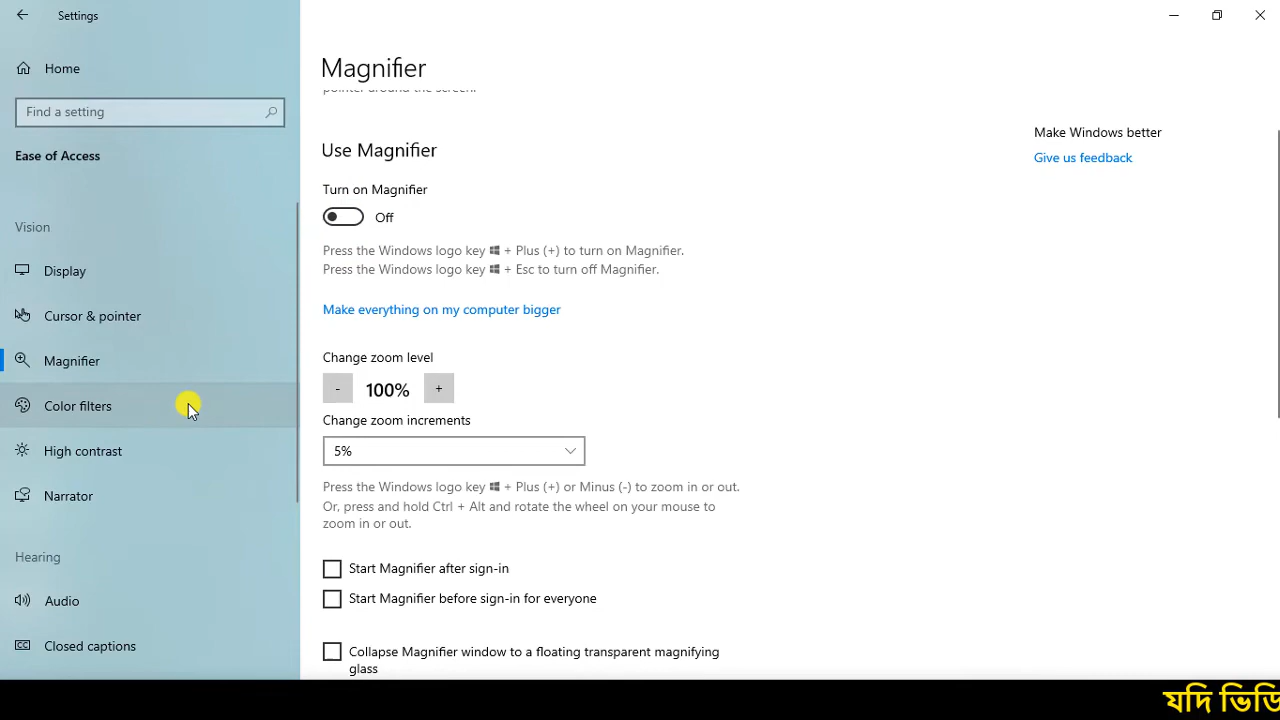 Settings
Home
Find a setting
Ease of Access
Vision
Display
Cursor & pointer
Magnifier
Color filters
High contrast
Narrator
Hearing
Audio
Closed captions
Magnifier
pointer around the screen.
Use Magnifier
Turn on Magnifier
Off
Press the Windows logo key + Plus (+) to turn on Magnifier.
Press the Windows logo key + Esc to turn off Magnifier.
Make everything on my computer bigger
Change zoom level
- 100% +
Change zoom increments
5%
Press the Windows logo key + Plus (+) or Minus (-) to zoom in or out.
Or, press and hold Ctrl + Alt and rotate the wheel on your mouse to
zoom in or out.
Start Magnifier after sign-in
Start Magnifier before sign-in for everyone
Collapse Magnifier window to a floating transparent magnifying
glass
Make Windows better
Give us feedback
যদি